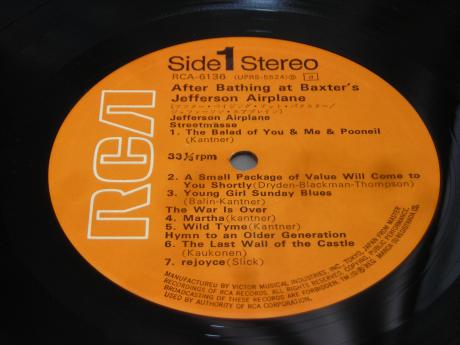 Side 1 Stereo
RCA-6136 (UPRS-5524)
After Bathing at Baxter's
Jefferson Airplane
Jefferson Airplane
Streetmasse
1. The Balad of You & Me & Pooneil
(Kantner)
33⅓rpm
2. A Small Package of Value Will Come to
You Shortly (Dryden-Blackman-Thompson)
3. Young Girl Sunday Blues
(Balin-Kantner)
The War Is Over
4. Martha (kantner)
5. Wild Tyme (Kantner)
Hymn to an Older Generation
6. The Last Wall of the Castle
(Kaukonen)
7. rejoyce (Slick)
RCA
MANUFACTURED BY VICTOR MUSICAL INDUSTRIES, INC. TOKYO, JAPAN FROM MASTER
RECORDINGS OF RCA RECORDS. ALL RIGHTS RESERVED. PUBLIC PERFORMANCE,
BROADCASTING OF THESE RECORDS ARE FORBIDDEN. TM
USED BY AUTHORITY OF RCA CORPORATION.